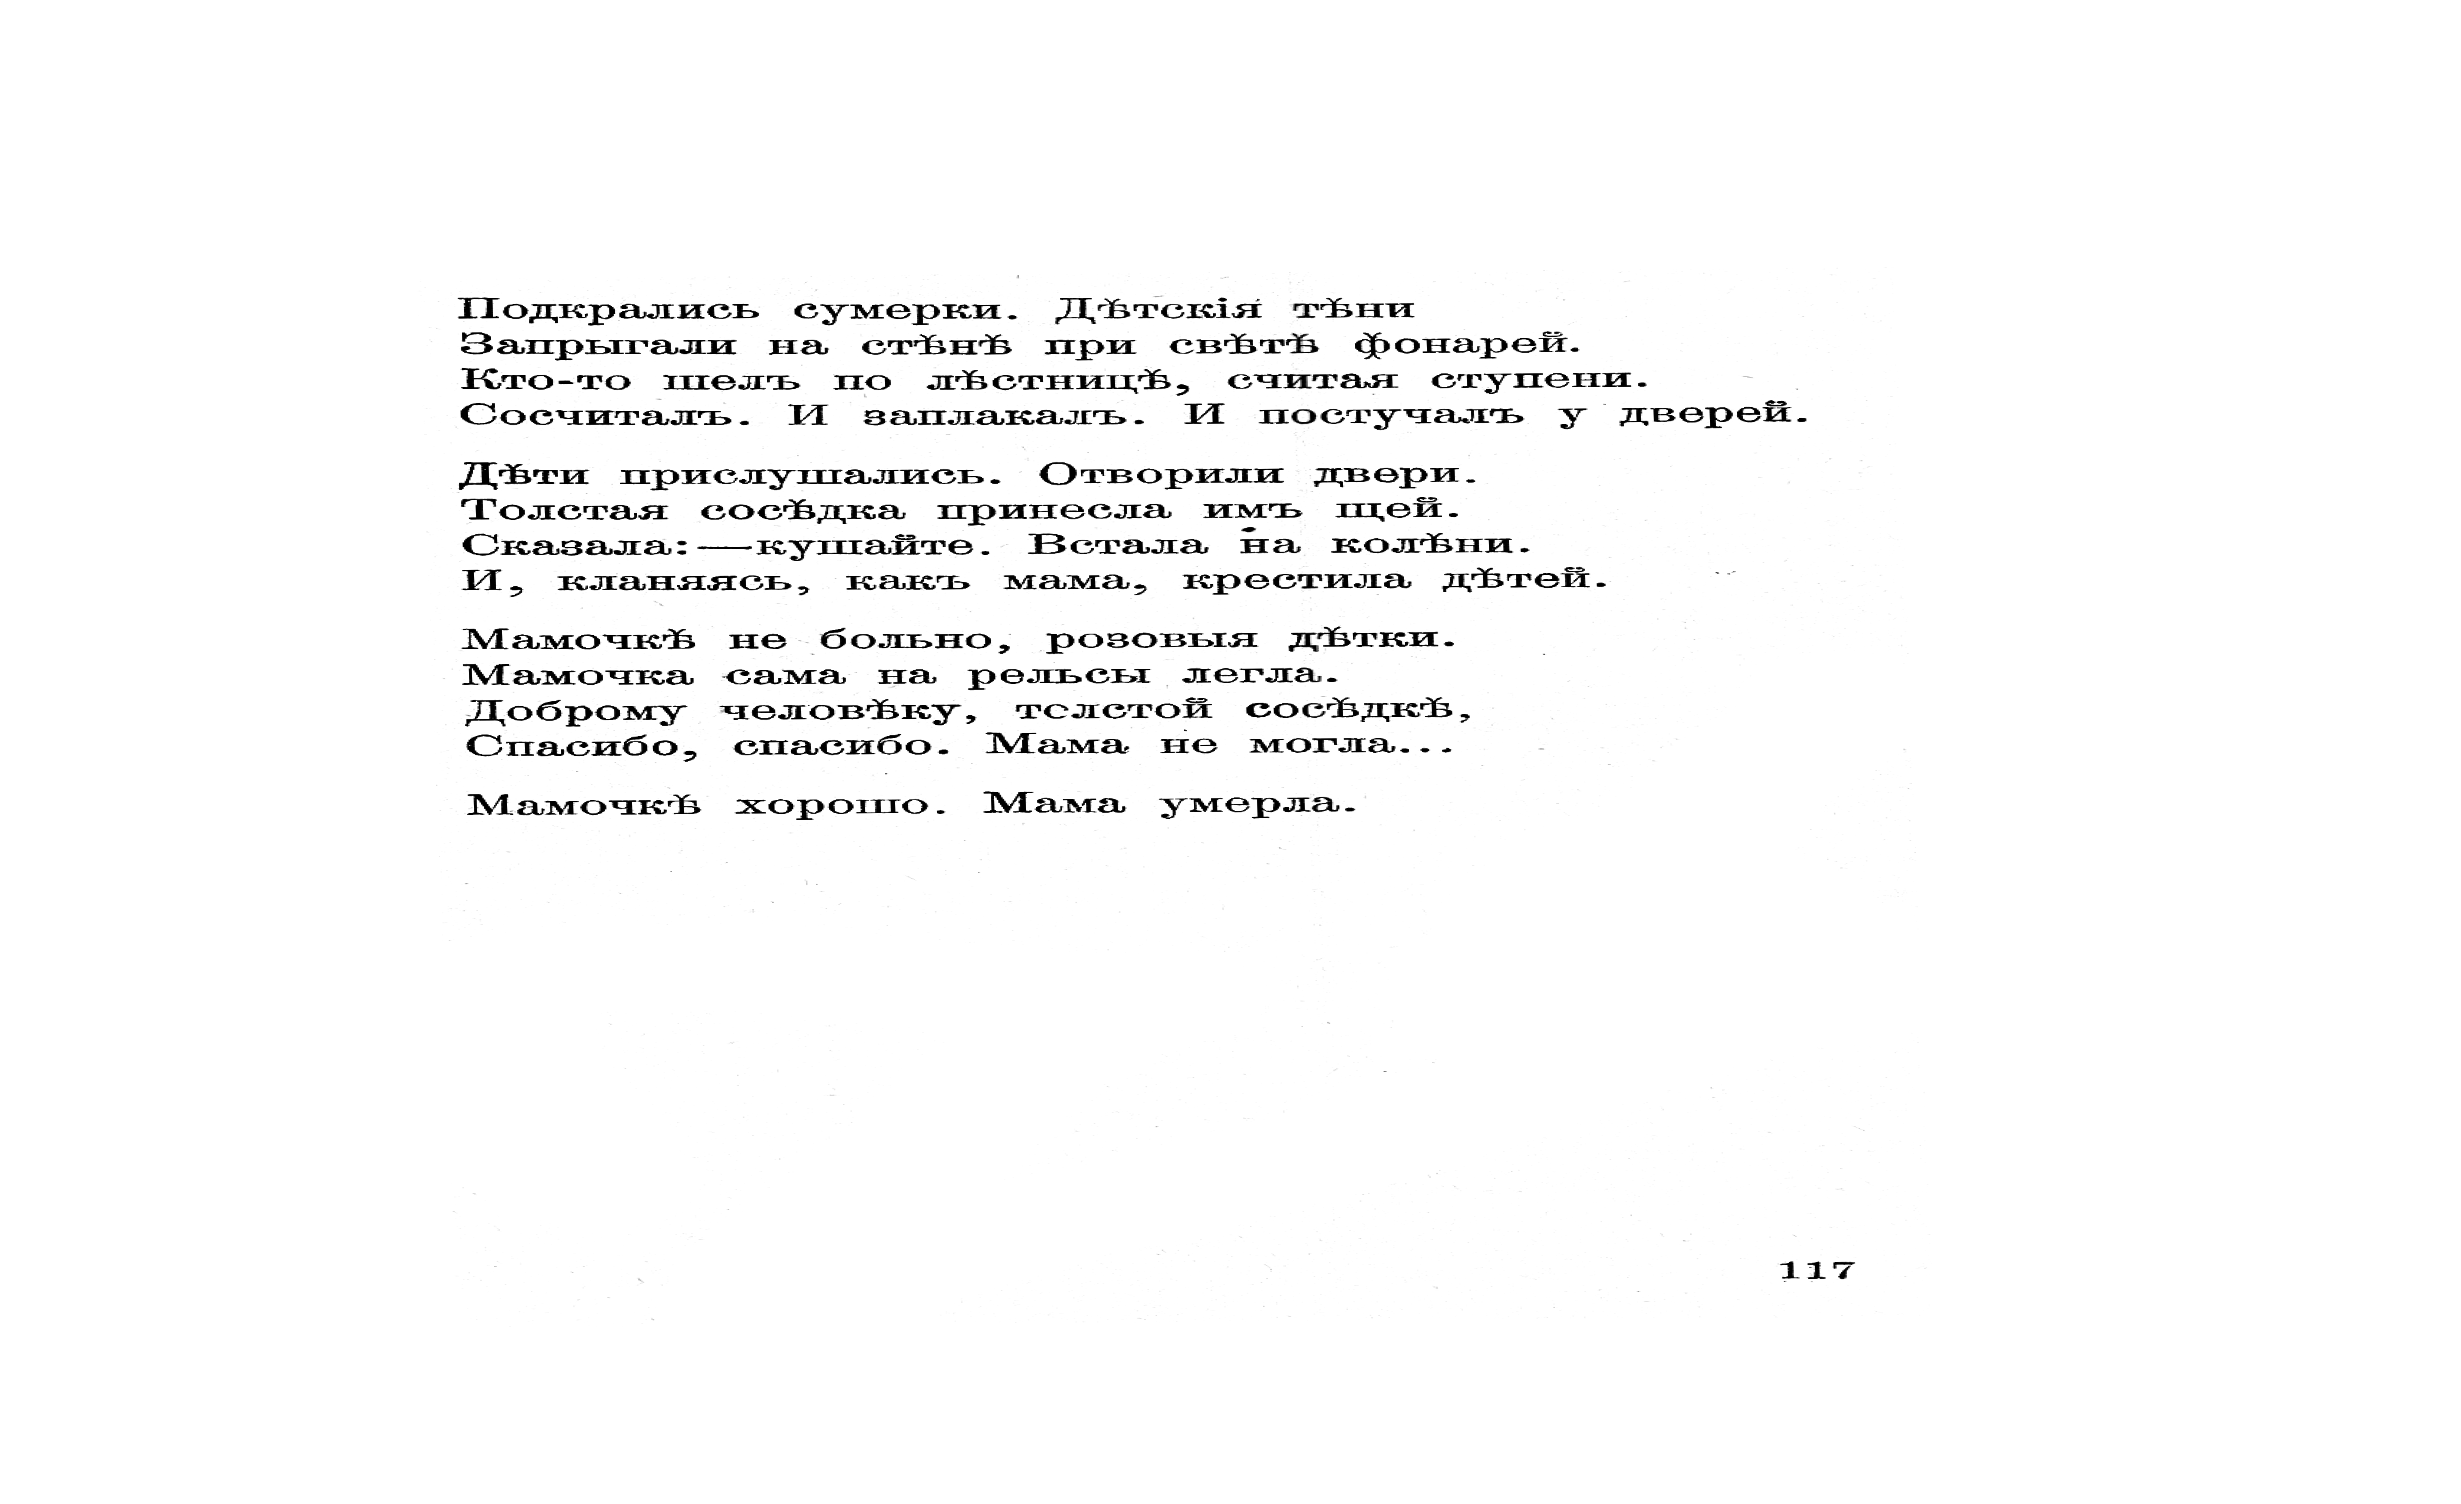 Подкрались сумерки. Дѣтскія тѣни
Запрыгали на стѣнѣ при свѣтѣ фонарей.
Кто-то шелъ по лѣстницѣ, считая ступени.
Сосчиталъ. И заплакалъ. И постучалъ у дверей.
Дѣти прислушались. Отворили двери.
Толстая сосѣдка принесла имъ щей.
Сказала:—кушайте. Встала на колѣни.
И, кланяясь, какъ мама, крестила дѣтей.
Мамочкѣ не больно, розовыя дѣтки.
Мамочка сама на рельсы легла.
Доброму человѣку, толстой сосѣдкѣ,
Спасибо, спасибо. Мама не могла...
Мамочкѣ хорошо. Мама умерла.
117